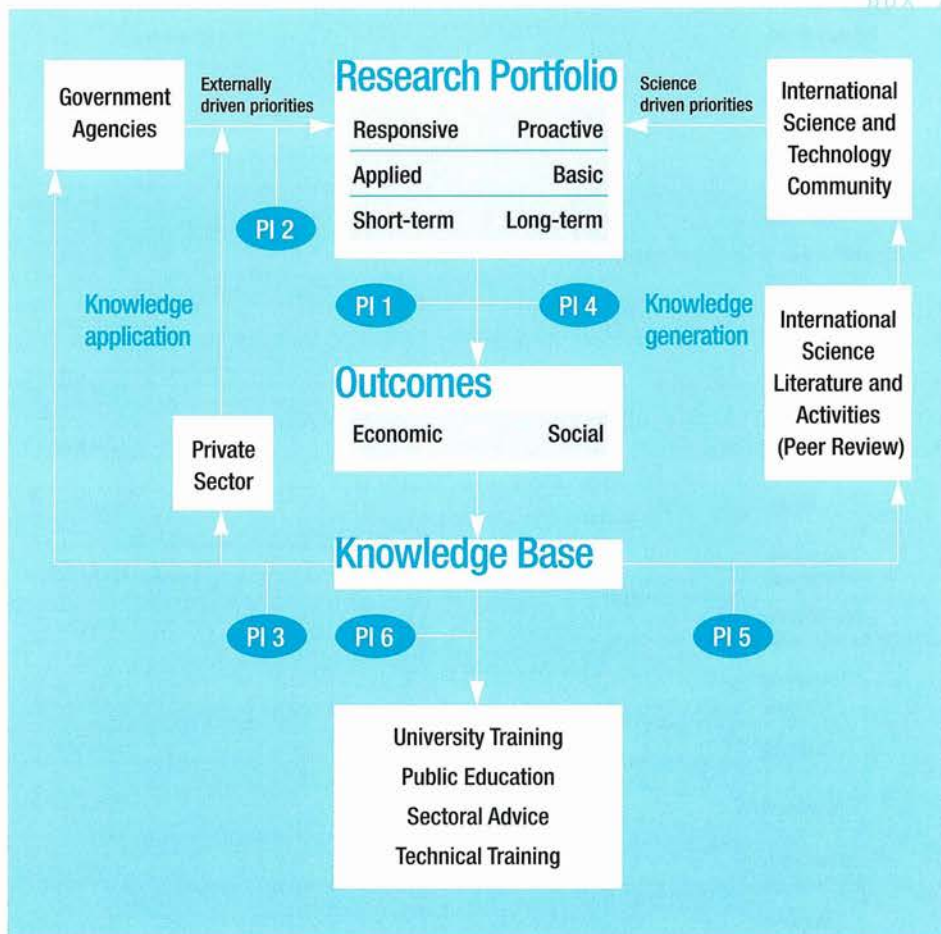 Government
Agencies
Externally
driven priorities
Research Portfolio
Responsive Proactive
Applied Basic
Short-term Long-term
Science
driven priorities
International
Science and
Technology
Community
PI 2
Knowledge
application
PI 1
PI 4
Knowledge
generation
International
Science
Literature and
Activities
(Peer Review)
Outcomes
Economic Social
Private
Sector
Knowledge Base
PI 3
PI 6
PI 5
University Training
Public Education
Sectoral Advice
Technical Training